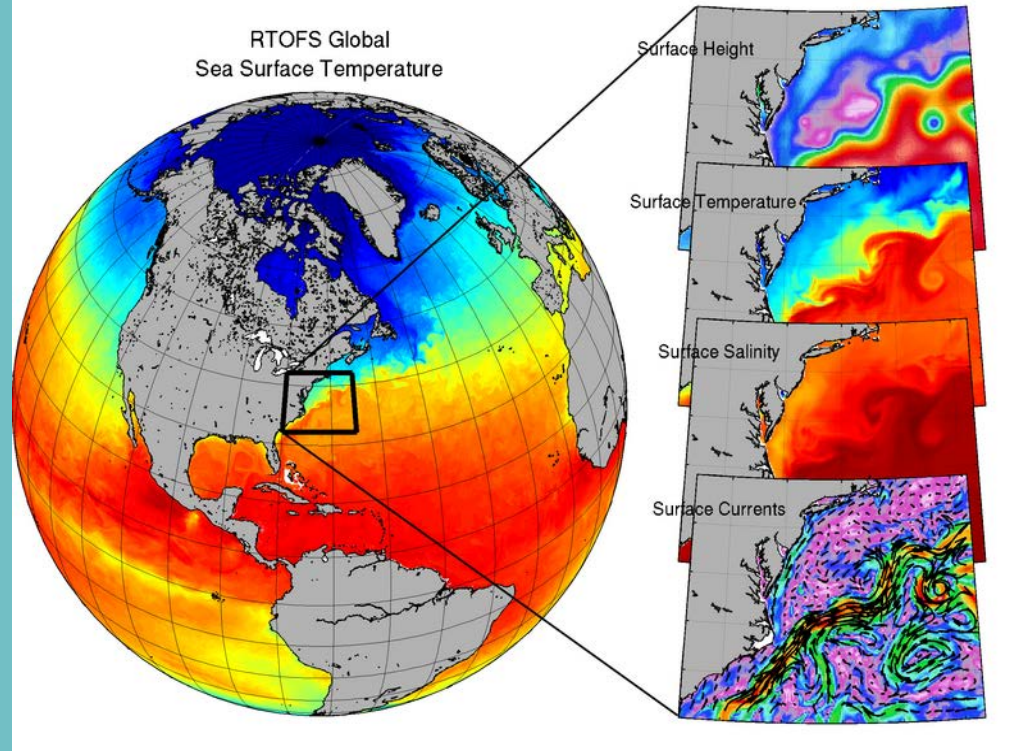 RTOFS Global
Sea Surface Temperature
Surface Height
Surface Temperature
Surface Salinity
Surface Currents